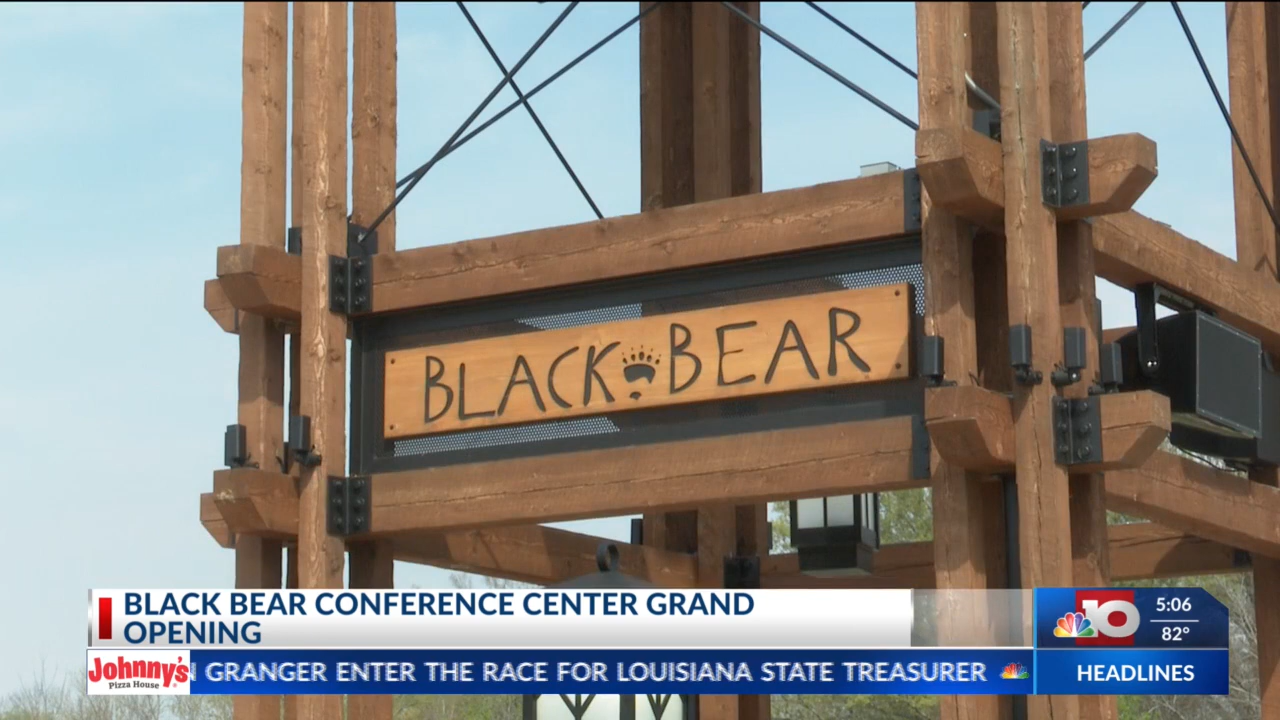 BLACK BEAR
BLACK BEAR CONFERENCE CENTER GRAND
OPENING
10
5:06
82°
Johnny's
Pizza House
GRANGER ENTER THE RACE FOR LOUISIANA STATE TREASURER
HEADLINES